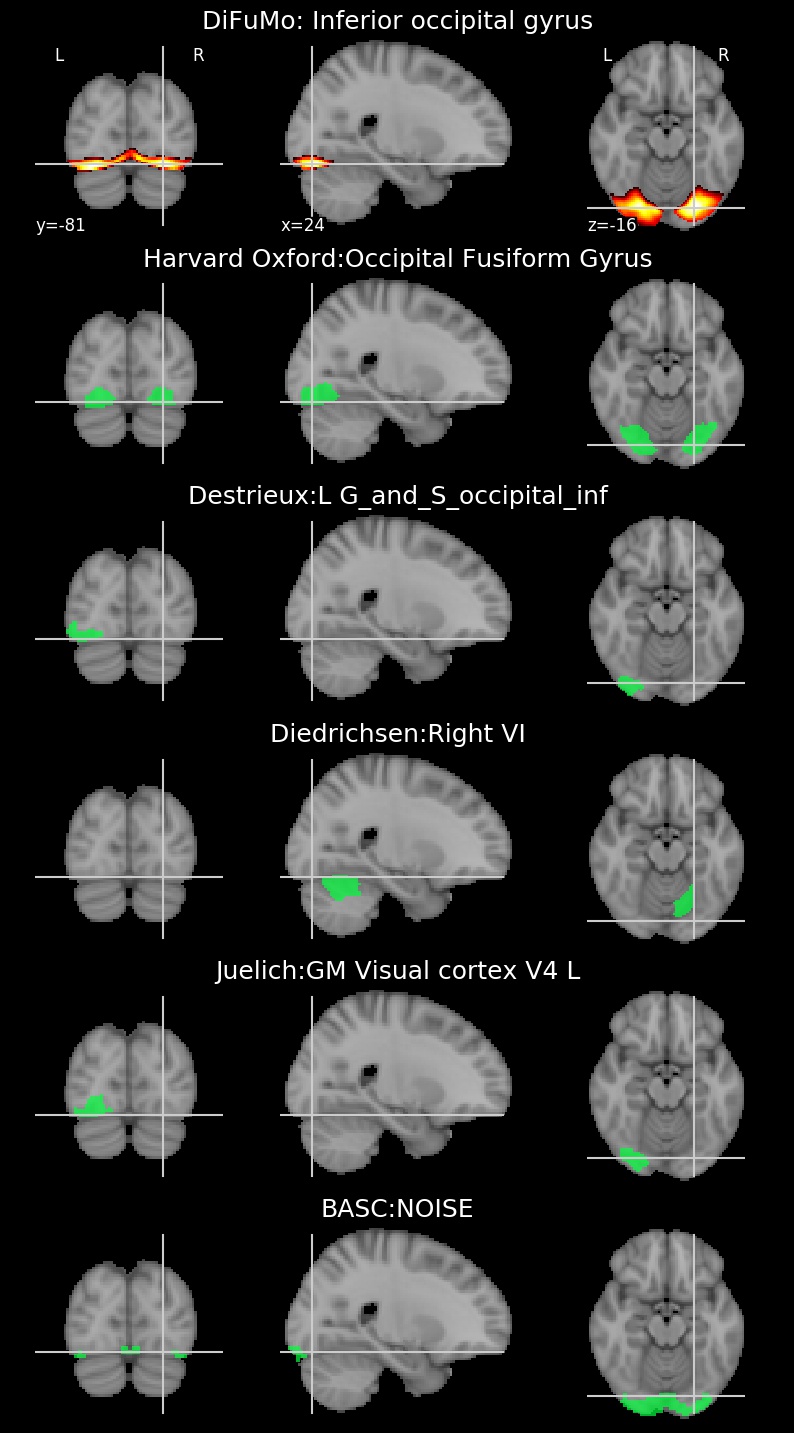 DiFuMo: Inferior occipital gyrus
L R L R
y=-81 x=24 z=-16
Harvard Oxford:Occipital Fusiform Gyrus
Destrieux:L G_and_S_occipital_inf
Diedrichsen:Right VI
Juelich:GM Visual cortex V4 L
BASC:NOISE